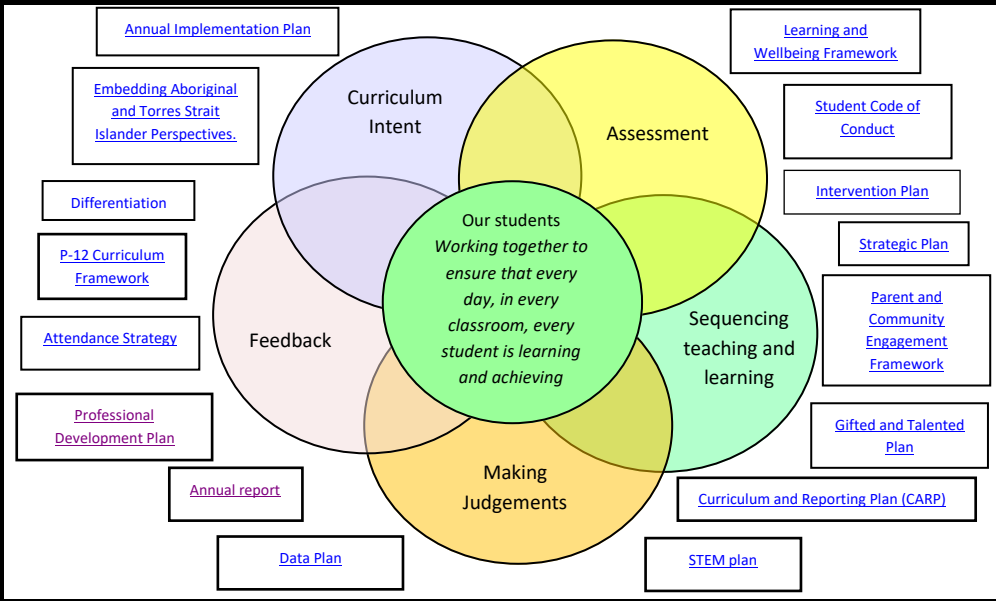 Annual Implementation Plan
Embedding Aboriginal
and Torres Strait
Islander Perspectives.
Differentiation
P-12 Curriculum
Framework
Attendance Strategy
Professional
Development Plan
Annual report
Data Plan
Curriculum
Intent
Assessment
Feedback
Our students
Working together to
ensure that every
day, in every
classroom, every
student is learning
and achieving
Sequencing
teaching and
learning
Making
Judgements
Learning and
Wellbeing Framework
Student Code of
Conduct
Intervention Plan
Strategic Plan
Parent and
Community
Engagement
Framework
Gifted and Talented
Plan
Curriculum and Reporting Plan (CARP)
STEM plan